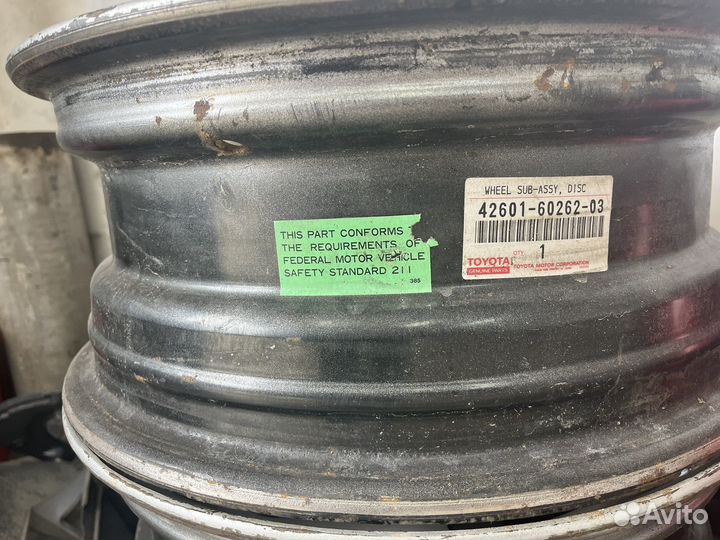 THIS PART CONFORMS
THE REQUIREMENTS OF
FEDERAL MOTOR VEHICLE
SAFETY STANDARD 211
385
WHEEL SUB-ASSY, DISC
42601-60262-03
QTY
1
TOYOTA
GENUINE PARTS
TOYOTA MOTOR CORPORATION
Avito